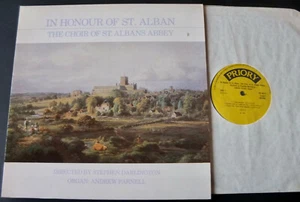 IN HONOUR OF ST. ALBAN
THE CHOIR OF ST ALBANS ABBEY
DIRECTED BY STEPHEN DARLINGTON
ORGAN: ANDREW PARNELL
PRIORY